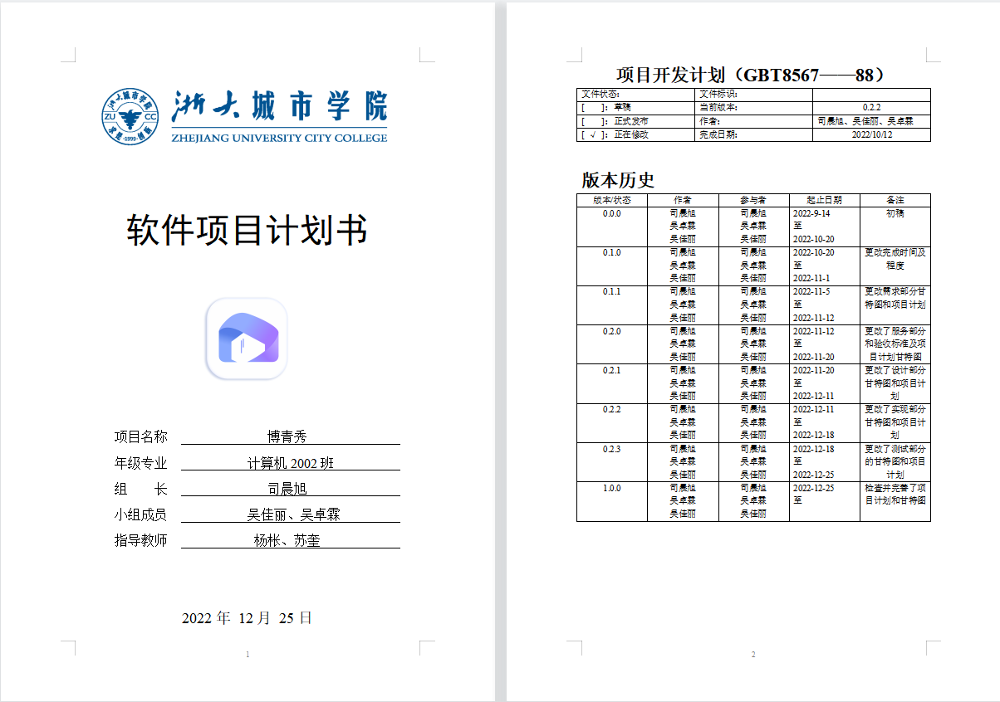 浙大城市学院
ZU CC
求是 创新
-1999-
浙大城市学院
ZHEJIANG UNIVERSITY CITY COLLEGE
软件项目计划书
项目名称 博青秀
年级专业 计算机 2002 班
组 长 司晨旭
小组成员 吴佳丽、吴卓霖
指导教师 杨枨、苏奎
2022 年 12 月 25 日
1
项目开发计划（GBT8567——88）
文件状态: 文件标识:
[ ]: 草稿 当前版本: 0.2.2
[ ]: 正式发布 作者: 司晨旭、吴佳丽、吴卓霖
[ √ ]: 正在修改 完成日期: 2022/10/12
版本历史
版本/状态 作者 参与者 起止日期 备注
0.0.0 司晨旭 司晨旭 2022-9-14 初稿
吴卓霖 吴卓霖 至
吴佳丽 吴佳丽 2022-10-20
0.1.0 司晨旭 司晨旭 2022-10-20 更改完成时间及
吴卓霖 吴卓霖 至 程度
吴佳丽 吴佳丽 2022-11-1
0.1.1 司晨旭 司晨旭 2022-11-5 更改需求部分甘
吴卓霖 吴卓霖 至 特图和项目计划
吴佳丽 吴佳丽 2022-11-12
0.2.0 司晨旭 司晨旭 2022-11-12 更改了服务部分
吴卓霖 吴卓霖 至 和验收标准及项
吴佳丽 吴佳丽 2022-11-20 目计划甘特图
0.2.1 司晨旭 司晨旭 2022-11-20 更改了设计部分
吴卓霖 吴卓霖 至 甘特图和项目计
吴佳丽 吴佳丽 2022-12-11 划
0.2.2 司晨旭 司晨旭 2022-12-11 更改了实现部分
吴卓霖 吴卓霖 至 甘特图和项目计
吴佳丽 吴佳丽 2022-12-18 划
0.2.3 司晨旭 司晨旭 2022-12-18 更改了测试部分
吴卓霖 吴卓霖 至 的甘特图和项目
吴佳丽 吴佳丽 2022-12-25 计划
1.0.0 司晨旭 司晨旭 2022-12-25 检查并完善了项
吴卓霖 吴卓霖 至 目计划和甘特图
吴佳丽 吴佳丽
2